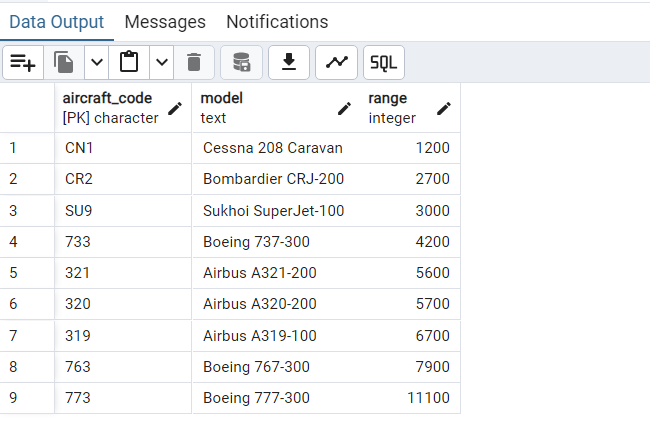 Data Output Messages Notifications
SQL
aircraft_code model range
[PK] character text integer
1 CN1 Cessna 208 Caravan 1200
2 CR2 Bombardier CRJ-200 2700
3 SU9 Sukhoi SuperJet-100 3000
4 733 Boeing 737-300 4200
5 321 Airbus A321-200 5600
6 320 Airbus A320-200 5700
7 319 Airbus A319-100 6700
8 763 Boeing 767-300 7900
9 773 Boeing 777-300 11100